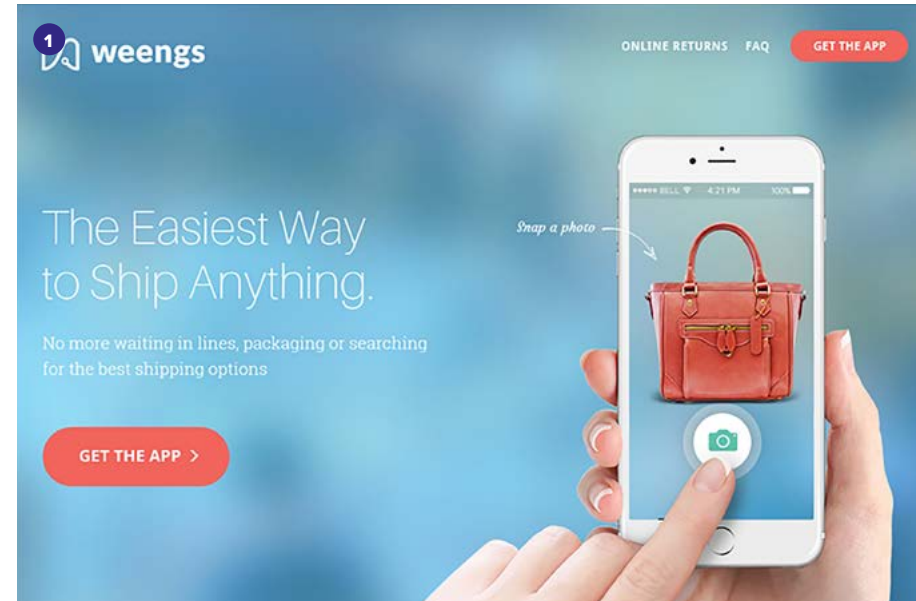 1
weengs
ONLINE RETURNS FAQ GET THE APP
BELL 4:21 PM 100%
The Easiest Way
to Ship Anything.
Snap a photo
No more waiting in lines, packaging or searching
for the best shipping options
GET THE APP >